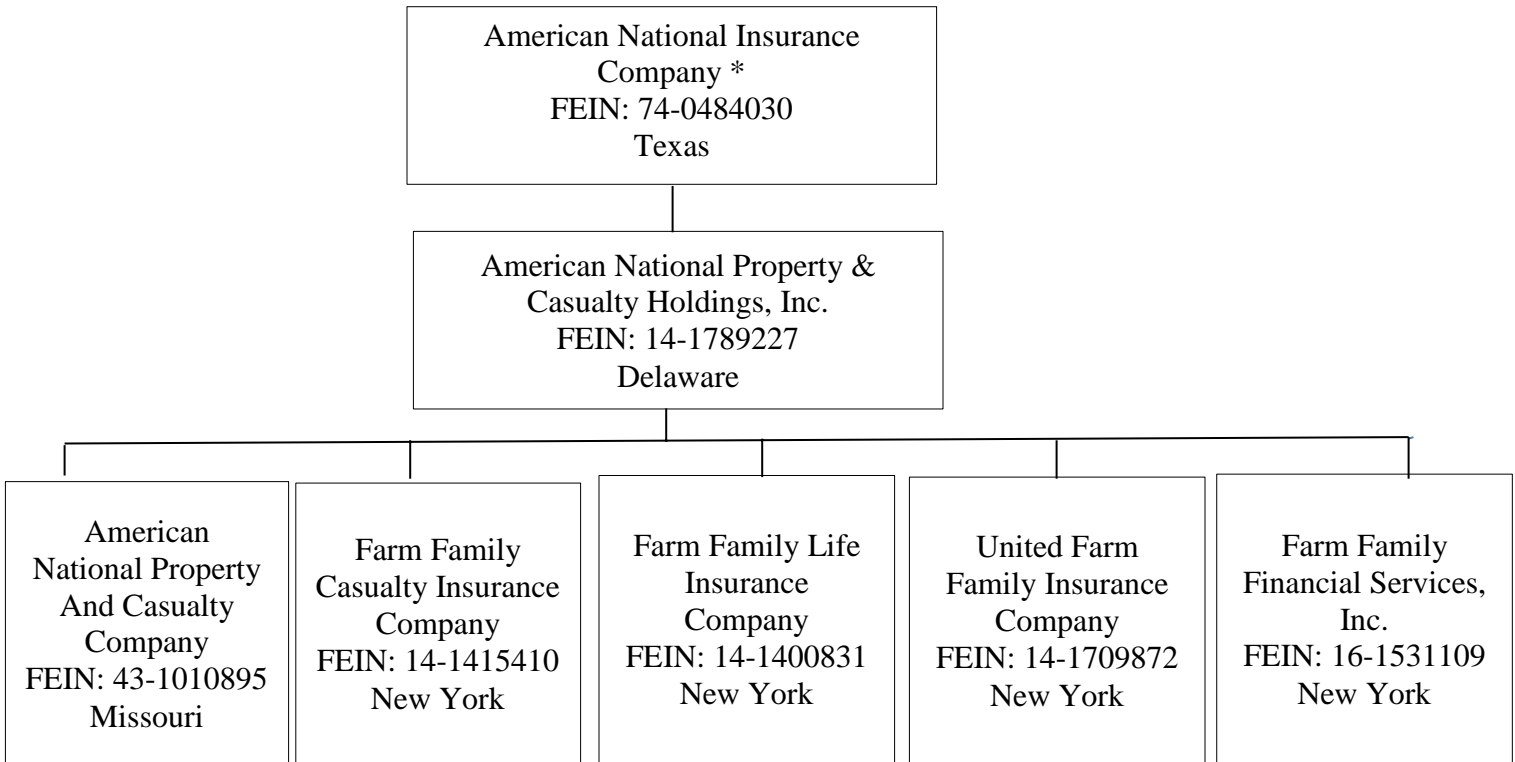 American National Insurance
Company *
FEIN: 74-0484030
Texas
American National Property &
Casualty Holdings, Inc.
FEIN: 14-1789227
Delaware
American
National Property
And Casualty
Company
FEIN: 43-1010895
Missouri
Farm Family
Casualty Insurance
Company
FEIN: 14-1415410
New York
Farm Family Life
Insurance
Company
FEIN: 14-1400831
New York
United Farm
Family Insurance
Company
FEIN: 14-1709872
New York
Farm Family
Financial Services,
Inc.
FEIN: 16-1531109
New York